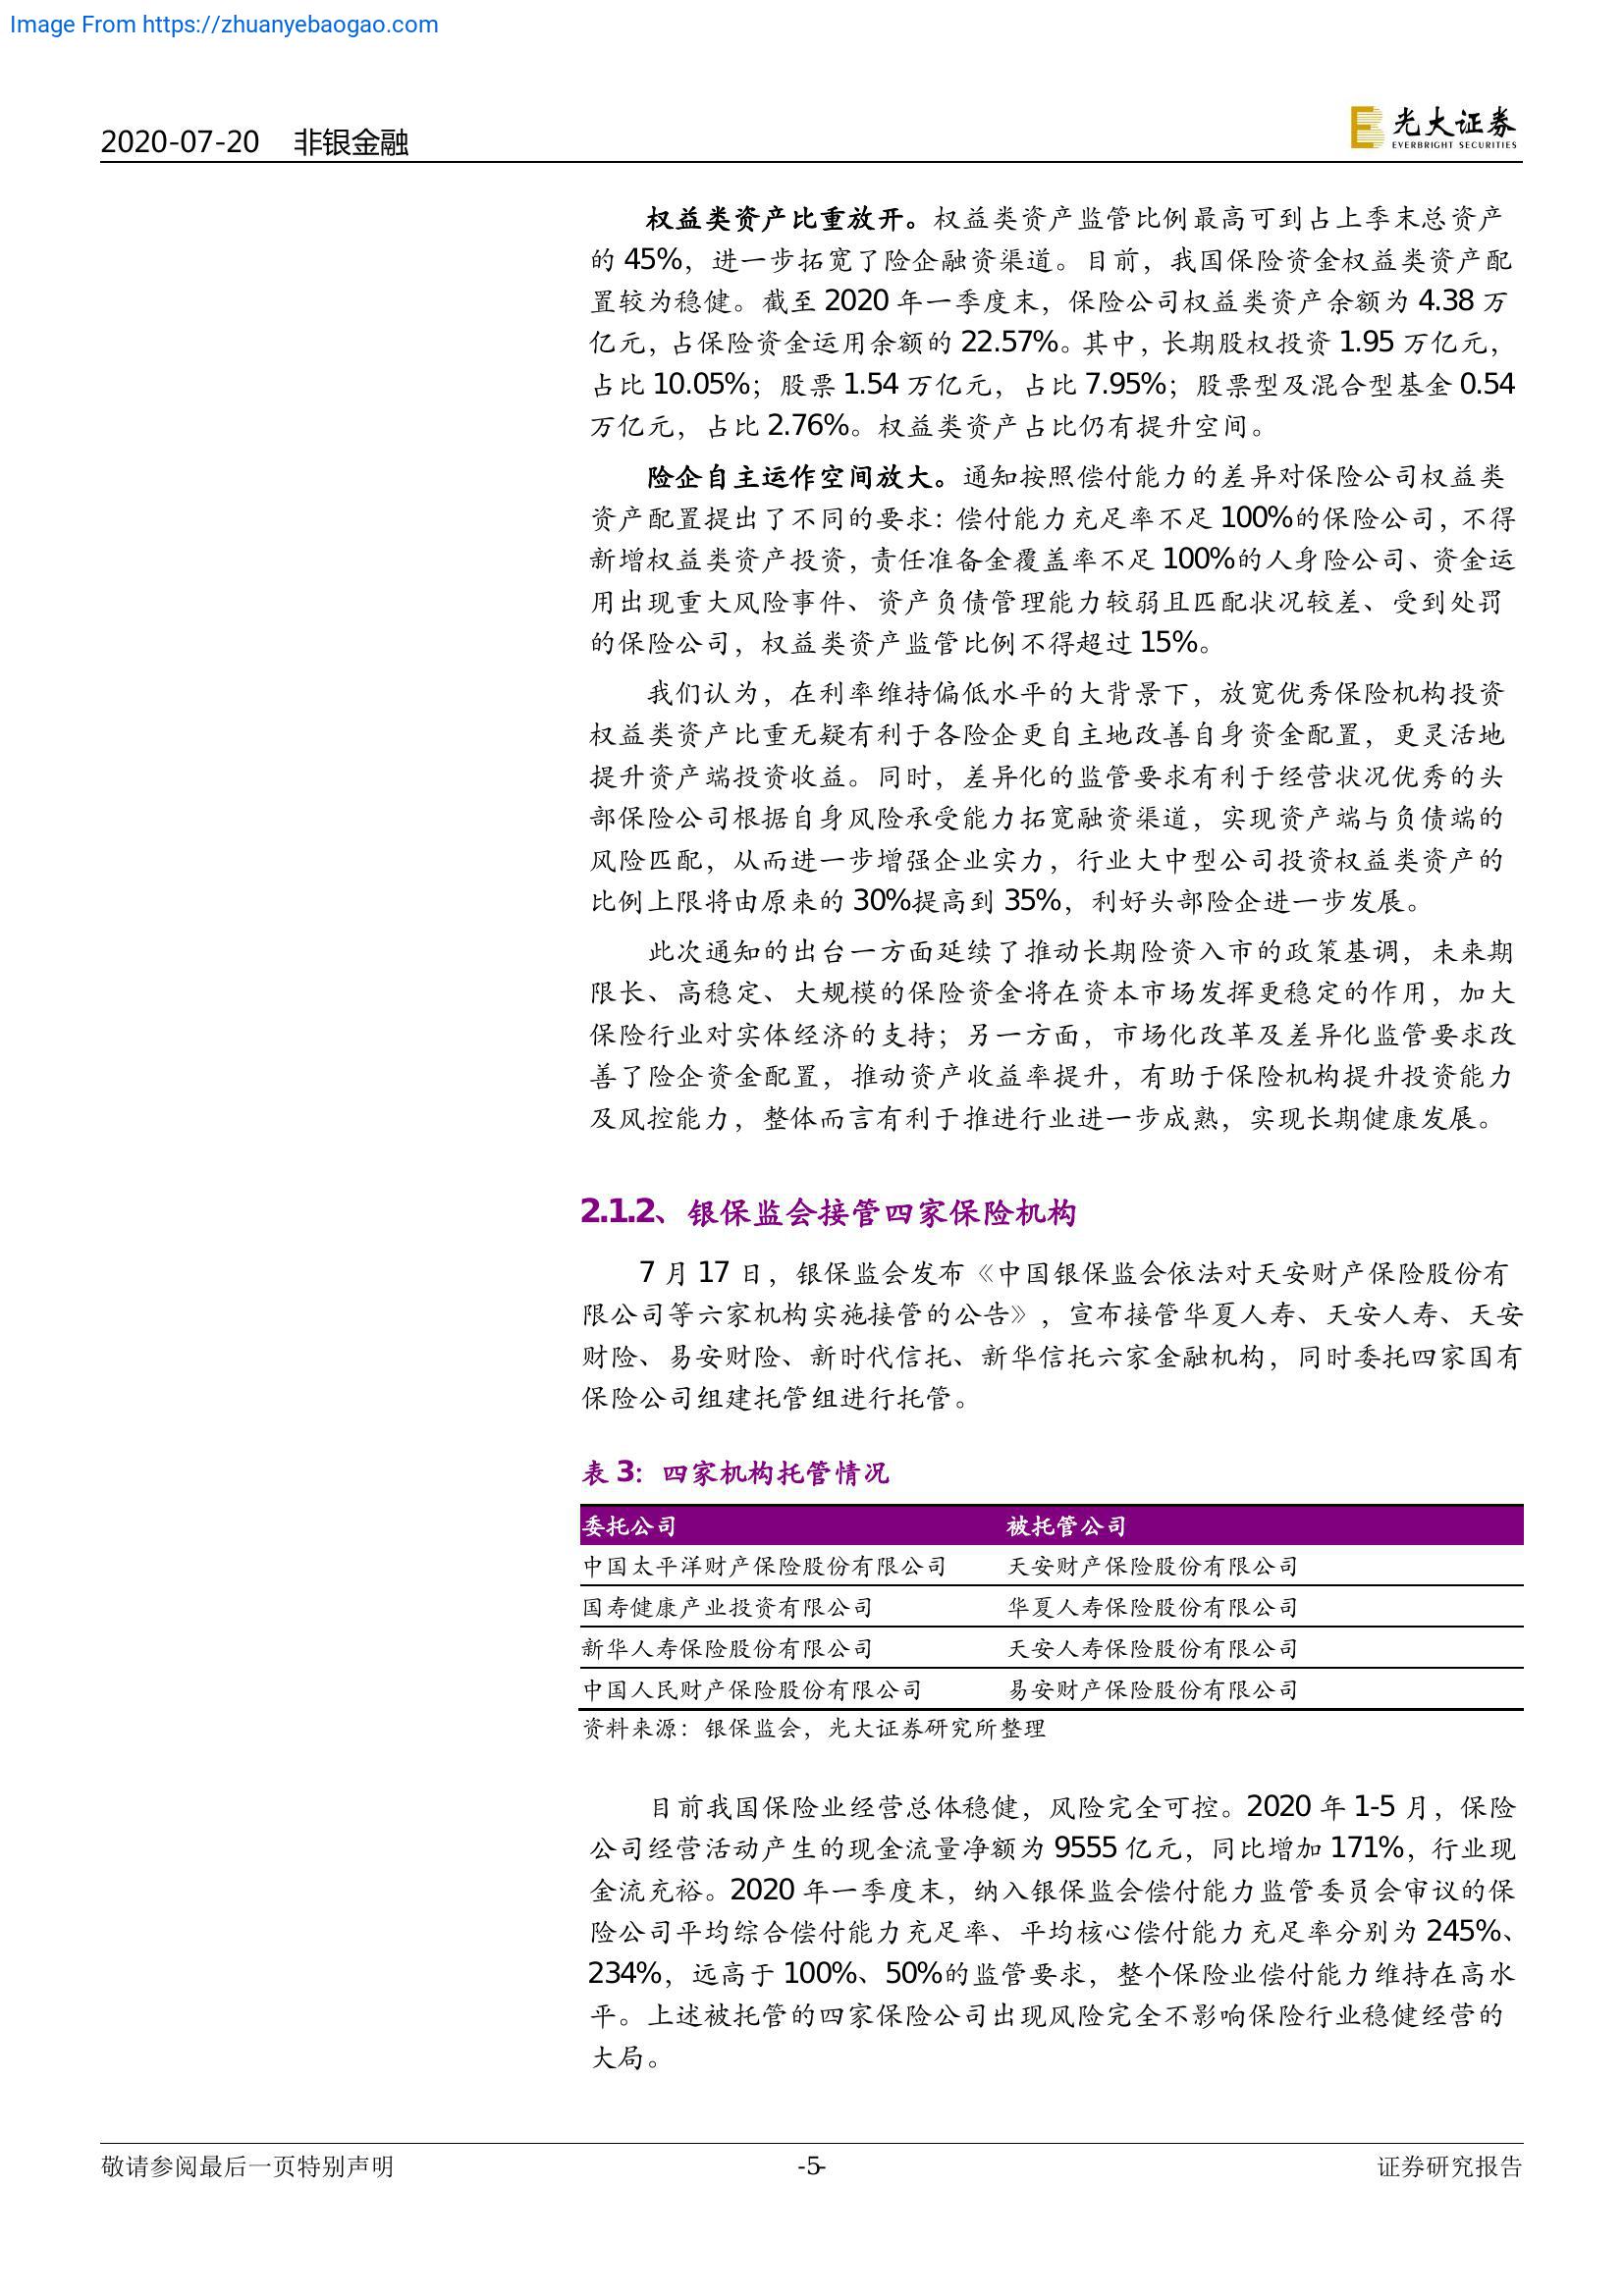 Image From https://zhuanyebaogao.com
2020-07-20 非银金融
光大证券
EVERBRIGHT SECURITIES
权益类资产比重放开。权益类资产监管比例最高可到占上季末总资产
的 45%，进一步拓宽了险企融资渠道。目前，我国保险资金权益类资产配
置较为稳健。截至 2020 年一季度末，保险公司权益类资产余额为 4.38 万
亿元，占保险资金运用余额的 22.57%。其中，长期股权投资 1.95 万亿元，
占比 10.05%；股票 1.54 万亿元，占比 7.95%；股票型及混合型基金 0.54
万亿元，占比 2.76%。权益类资产占比仍有提升空间。
险企自主运作空间放大。通知按照偿付能力的差异对保险公司权益类
资产配置提出了不同的要求：偿付能力充足率不足 100%的保险公司，不得
新增权益类资产投资，责任准备金覆盖率不足 100%的人身险公司、资金运
用出现重大风险事件、资产负债管理能力较弱且匹配状况较差、受到处罚
的保险公司，权益类资产监管比例不得超过 15%。
我们认为，在利率维持偏低水平的大背景下，放宽优秀保险机构投资
权益类资产比重无疑有利于各险企更自主地改善自身资金配置，更灵活地
提升资产端投资收益。同时，差异化的监管要求有利于经营状况优秀的头
部保险公司根据自身风险承受能力拓宽融资渠道，实现资产端与负债端的
风险匹配，从而进一步增强企业实力，行业大中型公司投资权益类资产的
比例上限将由原来的 30%提高到 35%，利好头部险企进一步发展。
此次通知的出台一方面延续了推动长期险资入市的政策基调，未来期
限长、高稳定、大规模的保险资金将在资本市场发挥更稳定的作用，加大
保险行业对实体经济的支持；另一方面，市场化改革及差异化监管要求改
善了险企资金配置，推动资产收益率提升，有助于保险机构提升投资能力
及风控能力，整体而言有利于推进行业进一步成熟，实现长期健康发展。
2.1.2、银保监会接管四家保险机构
7 月 17 日，银保监会发布《中国银保监会依法对天安财产保险股份有
限公司等六家机构实施接管的公告》，宣布接管华夏人寿、天安人寿、天安
财险、易安财险、新时代信托、新华信托六家金融机构，同时委托四家国有
保险公司组建托管组进行托管。
表 3：四家机构托管情况
委托公司 被托管公司
中国太平洋财产保险股份有限公司 天安财产保险股份有限公司
国寿健康产业投资有限公司 华夏人寿保险股份有限公司
新华人寿保险股份有限公司 天安人寿保险股份有限公司
中国人民财产保险股份有限公司 易安财产保险股份有限公司
资料来源：银保监会，光大证券研究所整理
目前我国保险业经营总体稳健，风险完全可控。2020 年 1-5 月，保险
公司经营活动产生的现金流量净额为 9555 亿元，同比增加 171%，行业现
金流充裕。2020 年一季度末，纳入银保监会偿付能力监管委员会审议的保
险公司平均综合偿付能力充足率、平均核心偿付能力充足率分别为 245%、
234%，远高于 100%、50%的监管要求，整个保险业偿付能力维持在高水
平。上述被托管的四家保险公司出现风险完全不影响保险行业稳健经营的
大局。
敬请参阅最后一页特别声明 -5- 证券研究报告